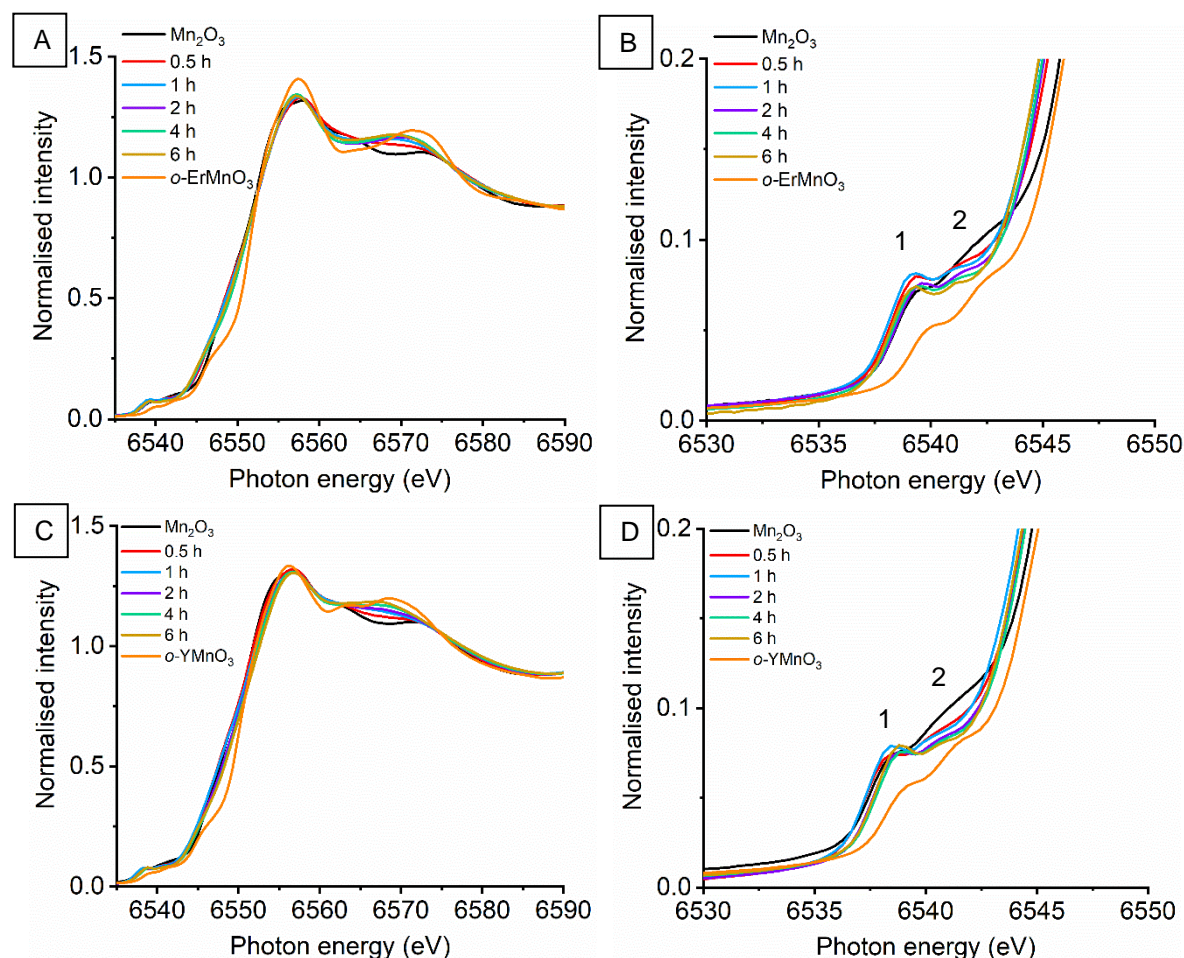 A
Mn₂O₃
0.5 h
1 h
2 h
4 h
6 h
o-ErMnO₃
Normalised intensity
1.5
1.0
0.5
0.0
6540 6550 6560 6570 6580 6590
Photon energy (eV)
B
Mn₂O₃
0.5 h
1 h
2 h
4 h
6 h
o-ErMnO₃
1
2
Normalised intensity
0.2
0.1
0.0
6530 6535 6540 6545 6550
Photon energy (eV)
C
Mn₂O₃
0.5 h
1 h
2 h
4 h
6 h
o-YMnO₃
Normalised intensity
1.5
1.0
0.5
0.0
6540 6550 6560 6570 6580 6590
Photon energy (eV)
D
Mn₂O₃
0.5 h
1 h
2 h
4 h
6 h
o-YMnO₃
1
2
Normalised intensity
0.2
0.1
0.0
6530 6535 6540 6545 6550
Photon energy (eV)